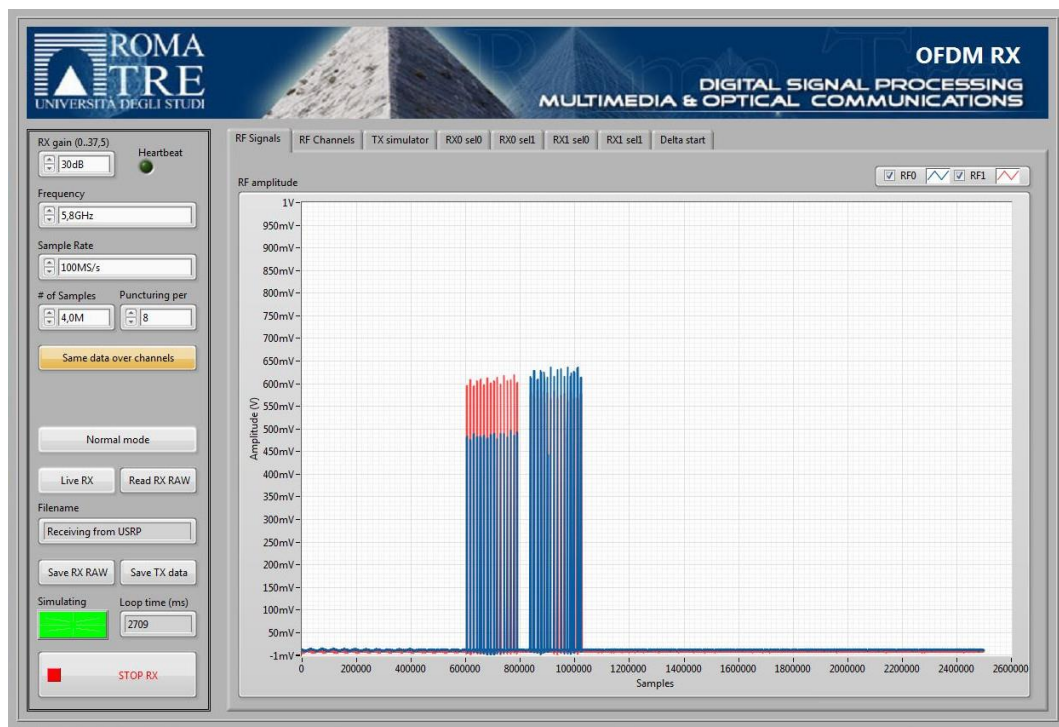 ROMA
TRE
UNIVERSITÀ DEGLI STUDI
OFDM RX
DIGITAL SIGNAL PROCESSING
MULTIMEDIA & OPTICAL COMMUNICATIONS
RX gain (0..37,5)
Heartbeat
30dB
Frequency
5,8GHz
Sample Rate
100MS/s
# of Samples Puncturing per
4,0M 8
Same data over channels
Normal mode
Live RX Read RX RAW
Filename
Receiving from USRP
Save RX RAW Save TX data
Simulating Loop time (ms)
2709
STOP RX
RF Signals RF Channels TX simulator RX0 sel0 RX0 sel1 RX1 sel0 RX1 sel1 Delta start
RF0 RF1
RF amplitude
1V
950mV
900mV
850mV
800mV
750mV
700mV
650mV
600mV
550mV
500mV
450mV
400mV
350mV
300mV
250mV
200mV
150mV
100mV
50mV
-1mV
Amplitude (V)
0 200000 400000 600000 800000 1000000 1200000 1400000 1600000 1800000 2000000 2200000 2400000 2600000
Samples